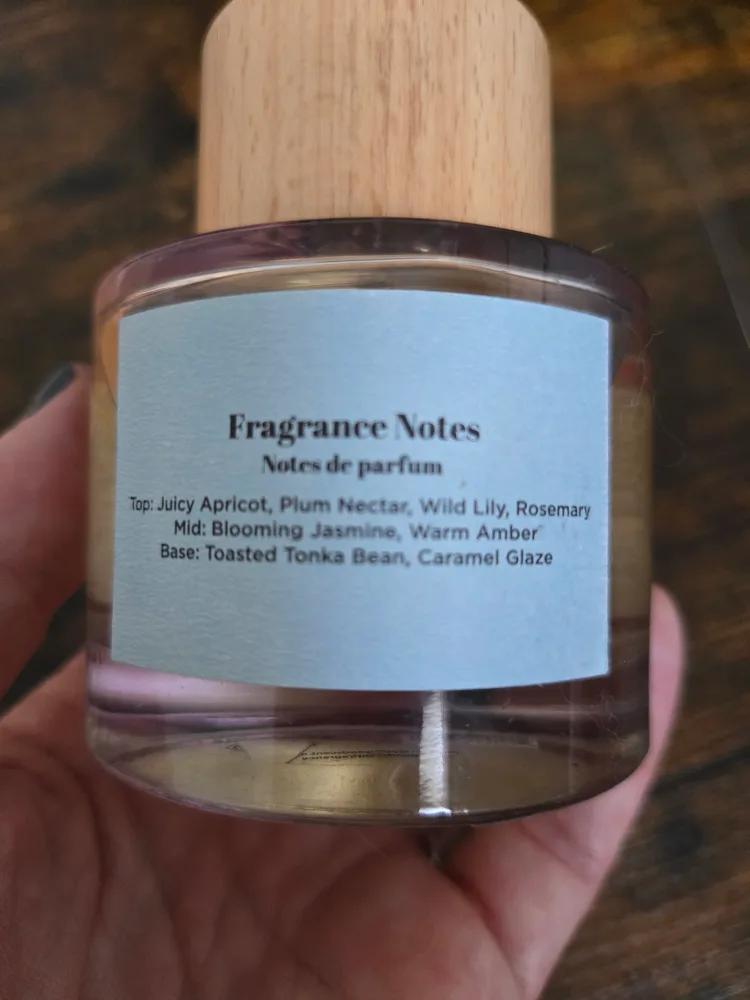 Fragrance Notes
Notes de parfum
Top: Juicy Apricot, Plum Nectar, Wild Lily, Rosemary
Mid: Blooming Jasmine, Warm Amber
Base: Toasted Tonka Bean, Caramel Glaze